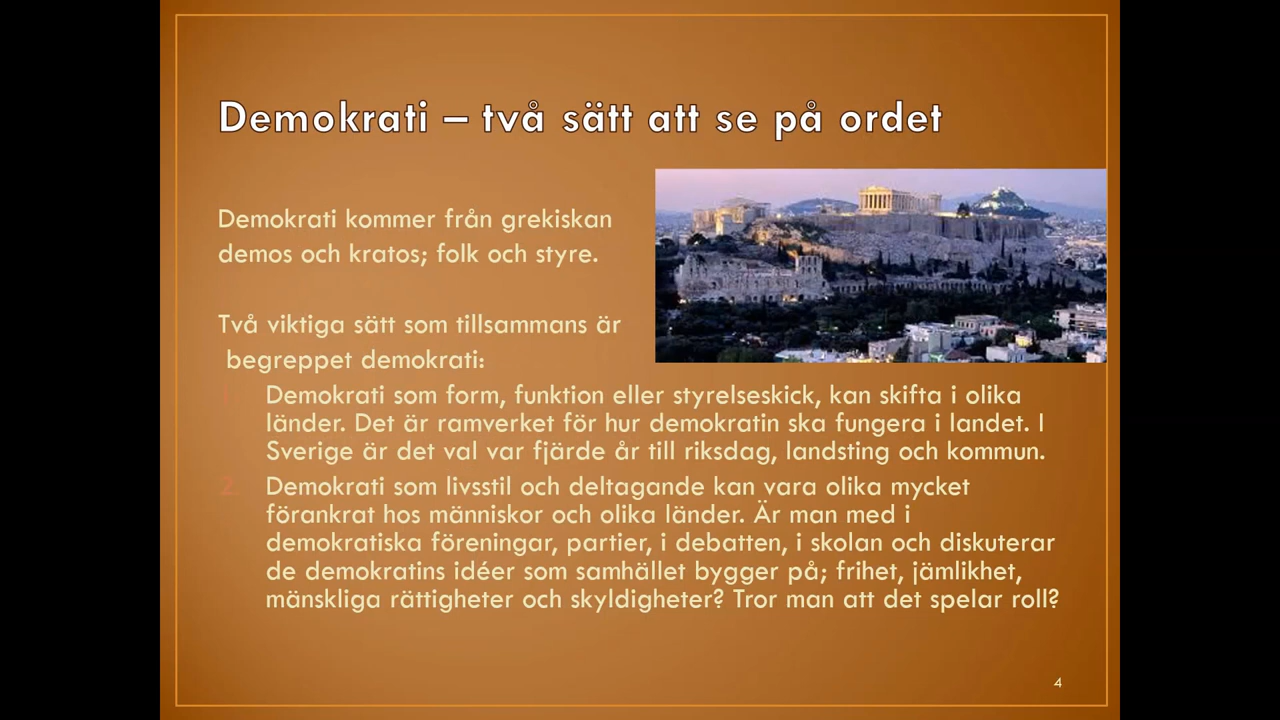 Demokrati – två sätt att se på ordet
Demokrati kommer från grekiskan
demos och kratos; folk och styre.
Två viktiga sätt som tillsammans är
begreppet demokrati:
1. Demokrati som form, funktion eller styrelseskick, kan skifta i olika
länder. Det är ramverket för hur demokratin ska fungera i landet. I
Sverige är det val var fjärde år till riksdag, landsting och kommun.
2. Demokrati som livsstil och deltagande kan vara olika mycket
förankrat hos människor och olika länder. Är man med i
demokratiska föreningar, partier, i debatten, i skolan och diskuterar
de demokratins idéer som samhället bygger på; frihet, jämlikhet,
mänskliga rättigheter och skyldigheter? Tror man att det spelar roll?
4